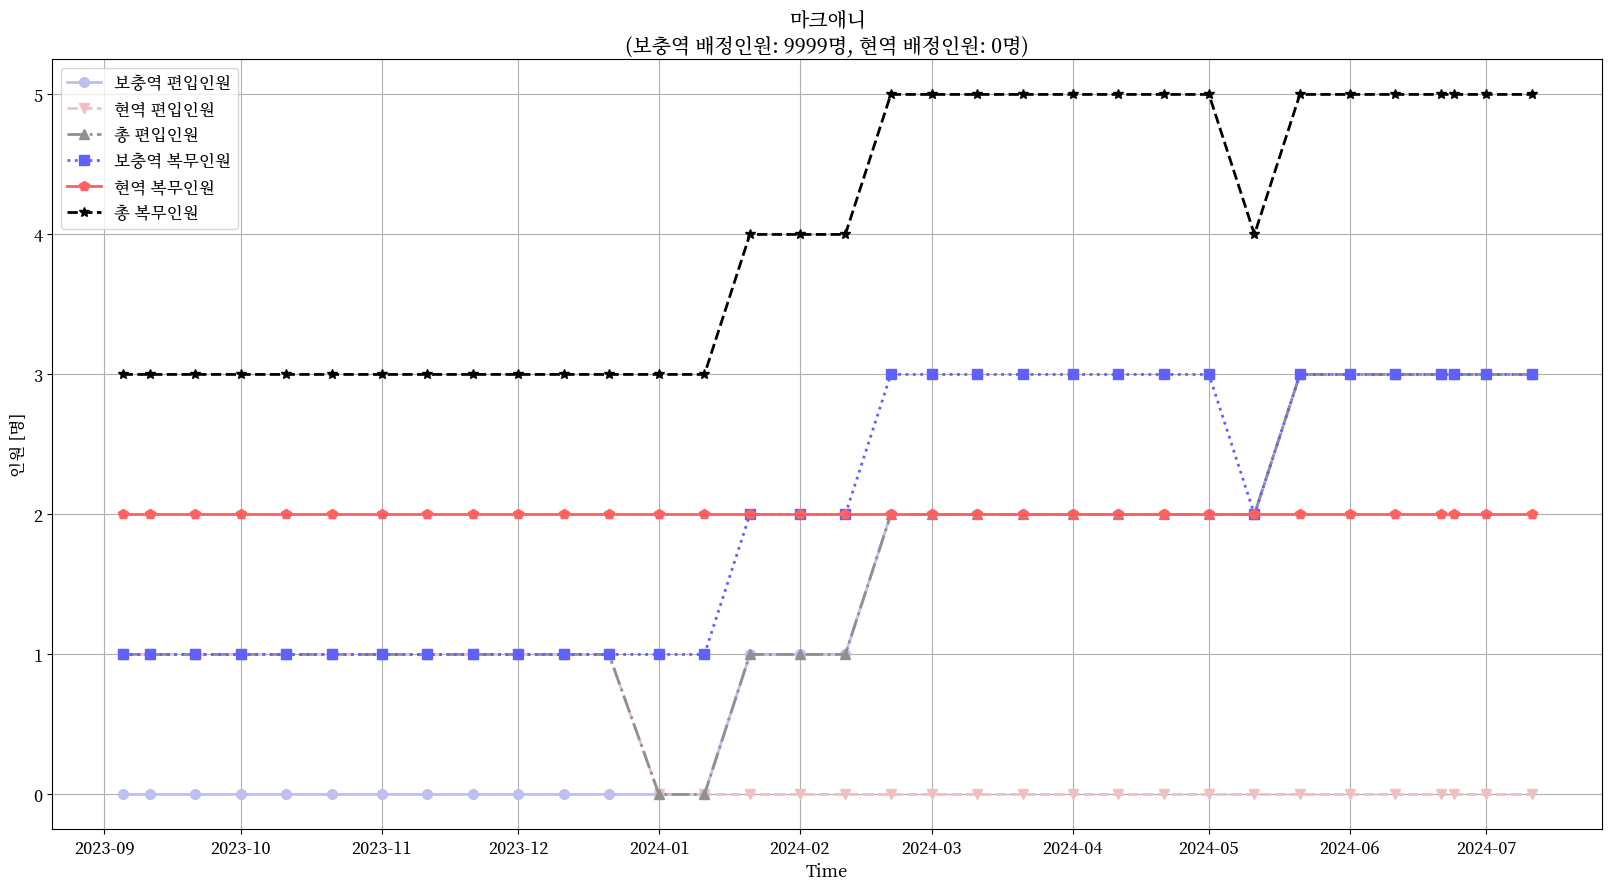 마크애니
(보충역 배정인원: 9999명, 현역 배정인원: 0명)
보충역 편입인원
현역 편입인원
총 편입인원
보충역 복무인원
현역 복무인원
총 복무인원
5
4
3
2
1
0
인원 [명]
2023-09 2023-10 2023-11 2023-12 2024-01 2024-02 2024-03 2024-04 2024-05 2024-06 2024-07
Time